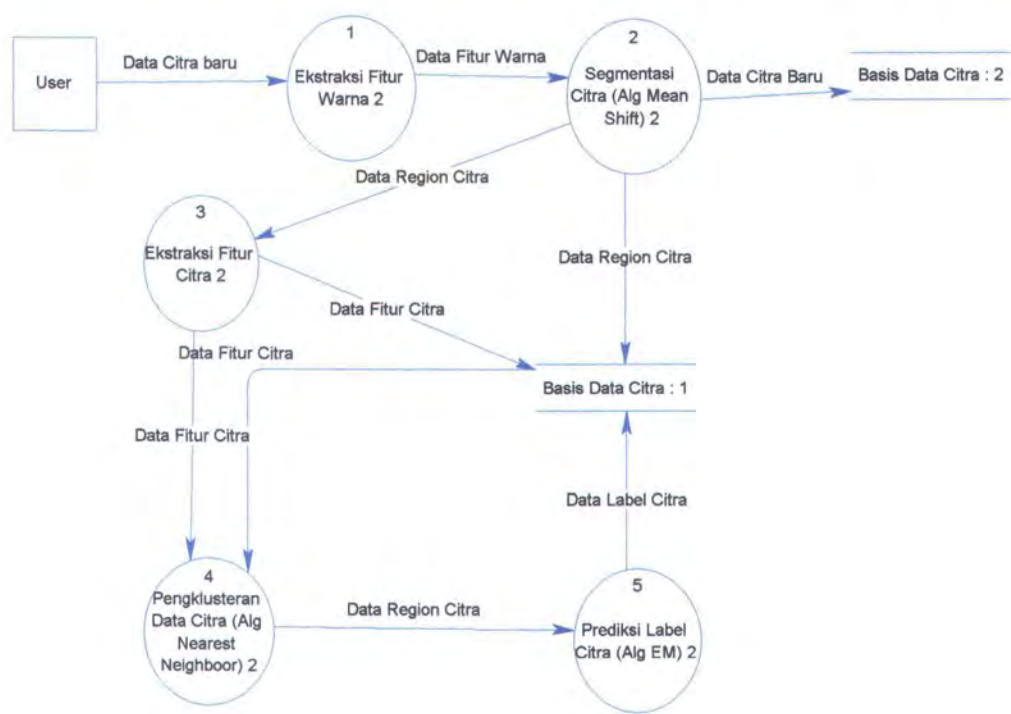 User
Data Citra baru
1
Ekstraksi Fitur
Warna 2
Data Fitur Warna
2
Segmentasi
Citra (Alg Mean
Shift) 2
Data Citra Baru
Basis Data Citra : 2
Data Region Citra
3
Ekstraksi Fitur
Citra 2
Data Region Citra
Data Fitur Citra
Data Fitur Citra
Basis Data Citra : 1
Data Fitur Citra
Data Label Citra
4
Pengklusteran
Data Citra (Alg
Nearest
Neighboor) 2
Data Region Citra
5
Prediksi Label
Citra (Alg EM) 2